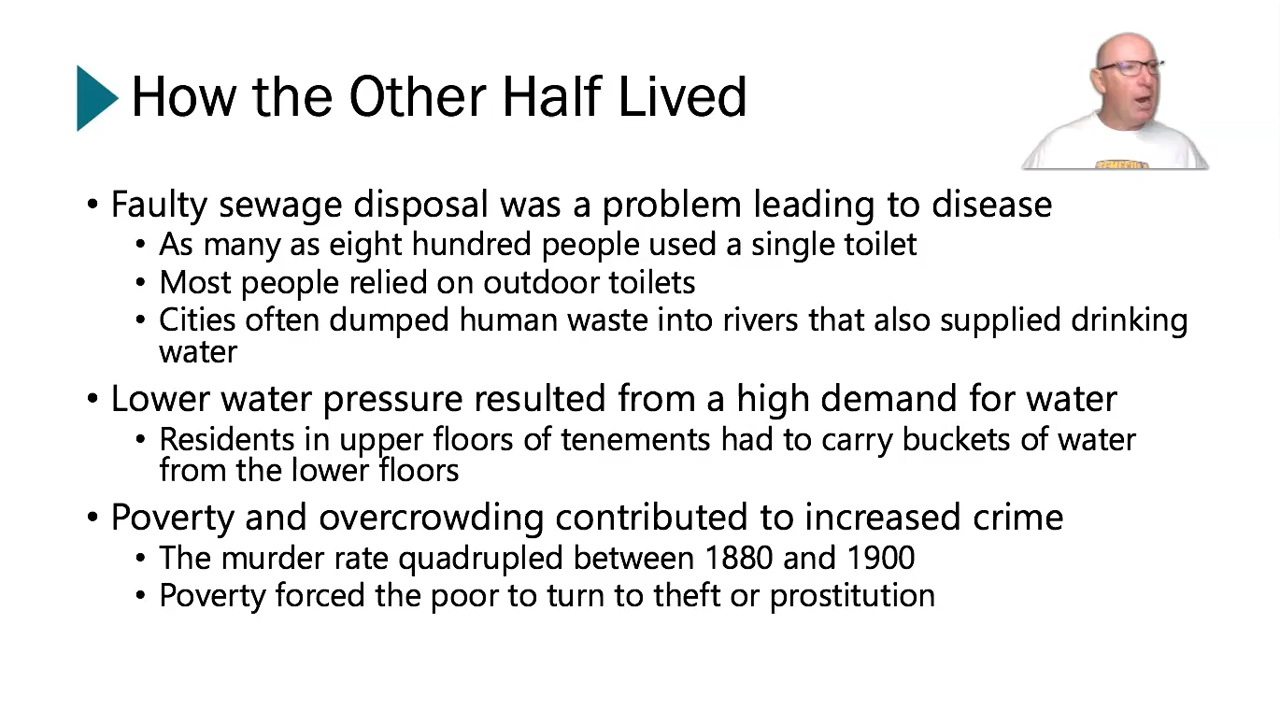 How the Other Half Lived
• Faulty sewage disposal was a problem leading to disease
• As many as eight hundred people used a single toilet
• Most people relied on outdoor toilets
• Cities often dumped human waste into rivers that also supplied drinking
water
• Lower water pressure resulted from a high demand for water
• Residents in upper floors of tenements had to carry buckets of water
from the lower floors
• Poverty and overcrowding contributed to increased crime
• The murder rate quadrupled between 1880 and 1900
• Poverty forced the poor to turn to theft or prostitution